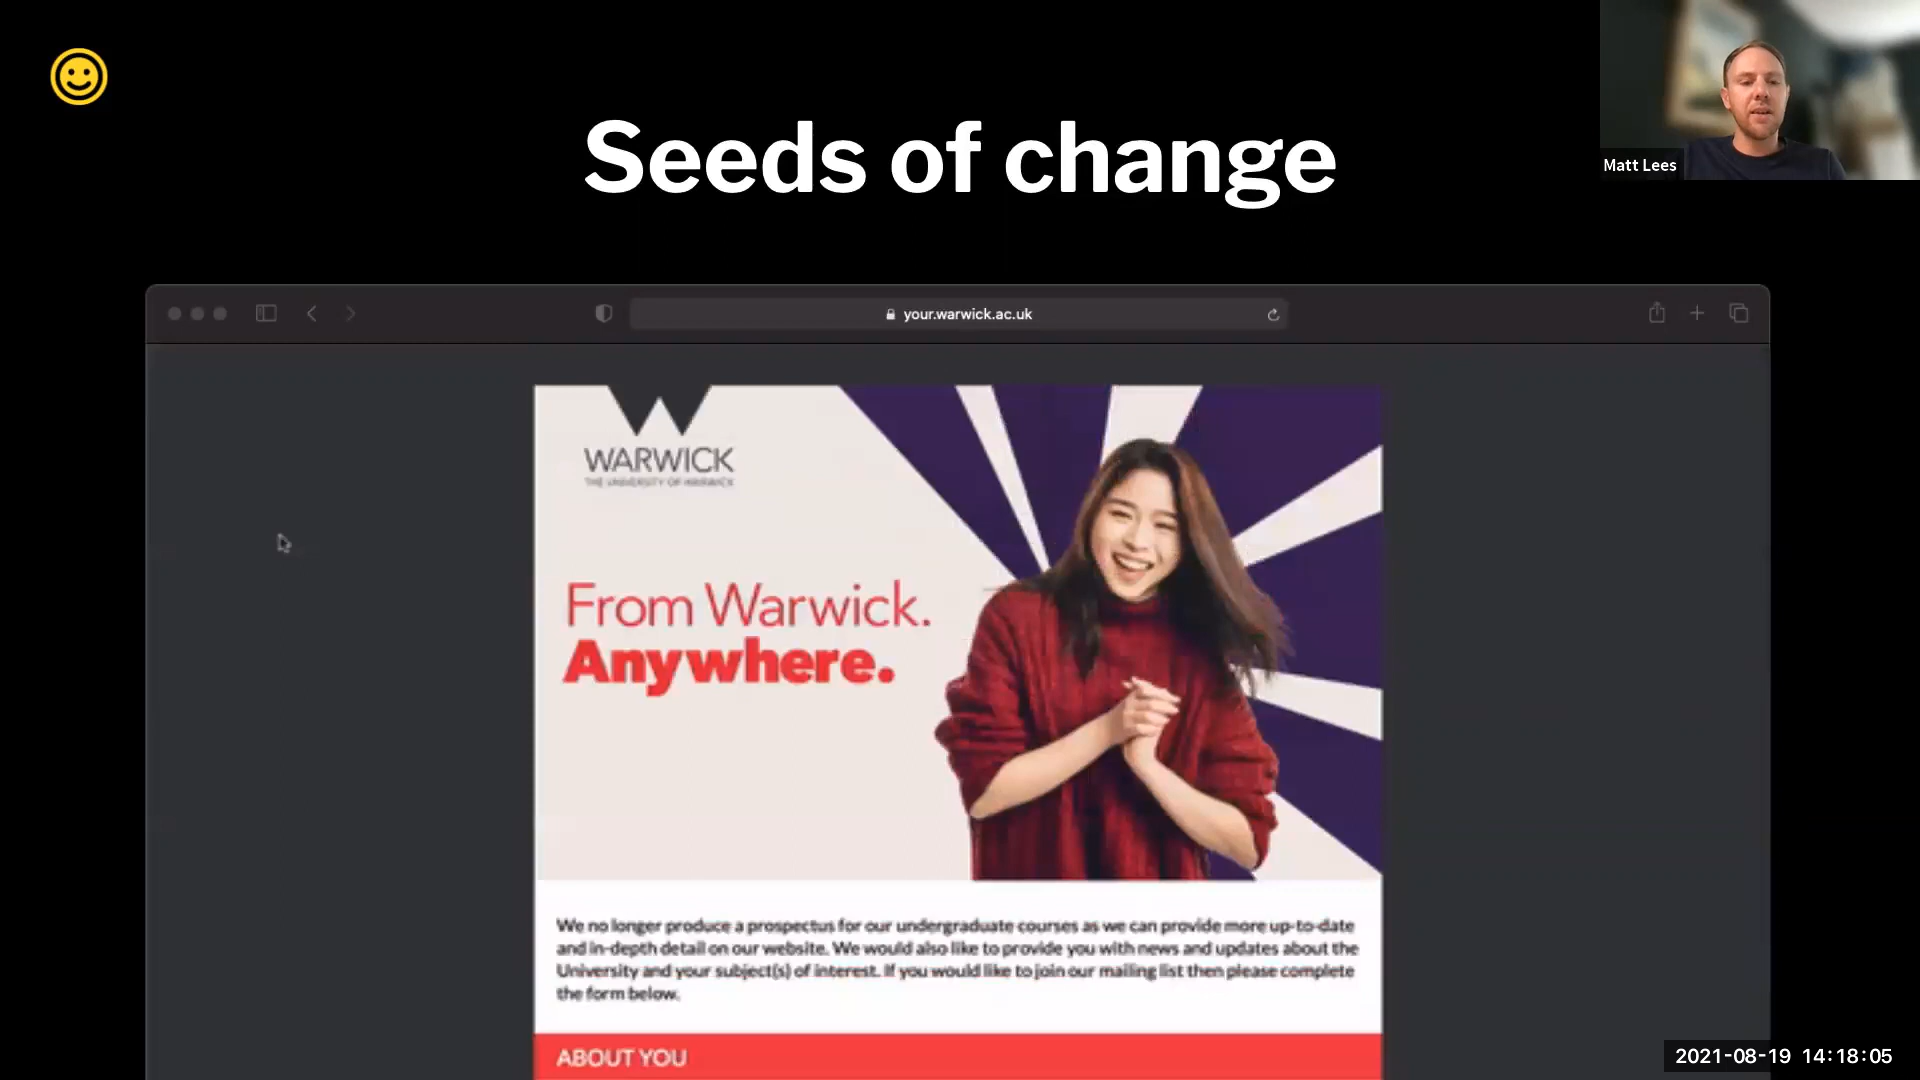 Seeds of change
Matt Lees
your.warwick.ac.uk
WARWICK
THE UNIVERSITY OF WARWICK
From Warwick.
Anywhere.
We no longer produce a prospectus for our undergraduate courses as we can provide more up-to-date
and in-depth detail on our website. We would also like to provide you with news and updates about the
University and your subject(s) of interest. If you would like to join our mailing list then please complete
the form below.
ABOUT YOU
2021-08-19 14:18:05